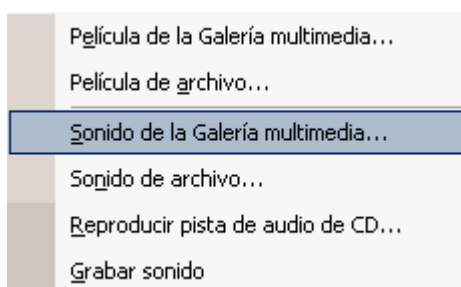 Película de la Galería multimedia...
Película de archivo...
Sonido de la Galería multimedia...
Sonido de archivo...
Reproducir pista de audio de CD...
Grabar sonido